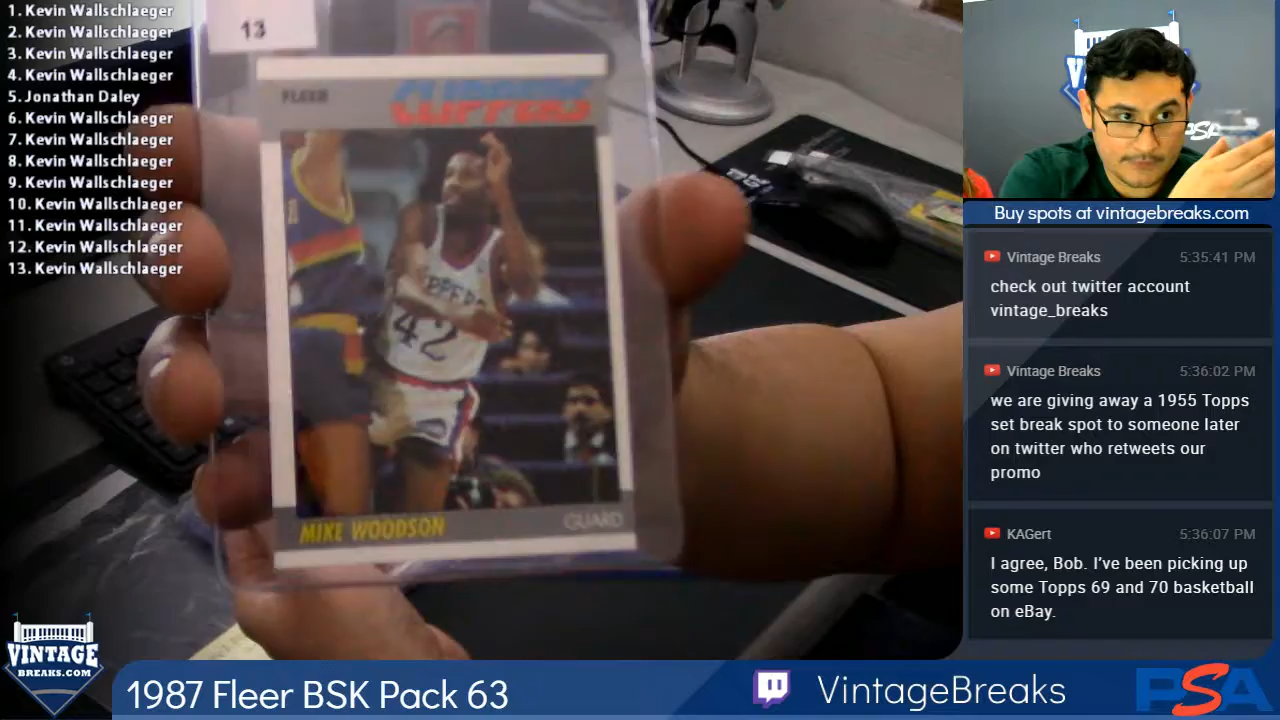 1. Kevin Wallschlaeger
2. Kevin Wallschlaeger
3. Kevin Wallschlaeger
4. Kevin Wallschlaeger
5. Jonathan Daley
6. Kevin Wallschlaeger
7. Kevin Wallschlaeger
8. Kevin Wallschlaeger
9. Kevin Wallschlaeger
10. Kevin Wallschlaeger
11. Kevin Wallschlaeger
12. Kevin Wallschlaeger
13. Kevin Wallschlaeger
13
FLEER
CLIPPERS
42
MIKE WOODSON
GUARD
PSA
Buy spots at vintagebreaks.com
Vintage Breaks 5:35:41 PM
check out twitter account
vintage_breaks
Vintage Breaks 5:36:02 PM
we are giving away a 1955 Topps
set break spot to someone later
on twitter who retweets our
promo
KAGert 5:36:07 PM
I agree, Bob. I've been picking up
some Topps 69 and 70 basketball
on eBay.
VINTAGE
BREAKS.COM
1987 Fleer BSK Pack 63
VintageBreaks
PSA